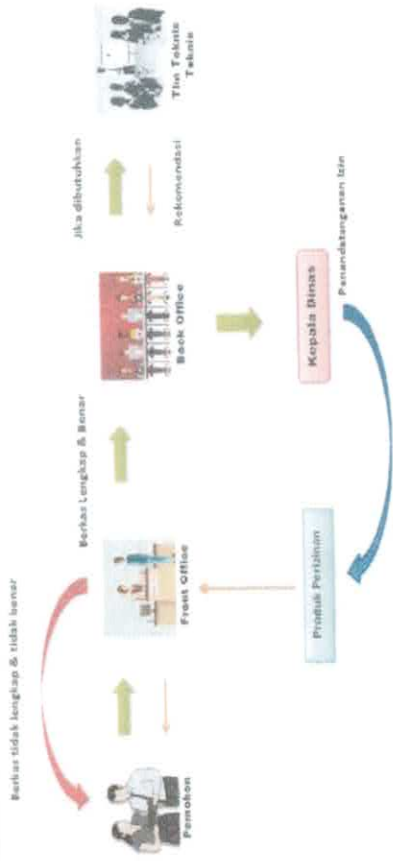 Berkas tidak lengkap & tidak benar
Berkas Lengkap & Benar
Jika dibutuhkan
Rekomendasi
Pemohon
Front Office
Back Office
Tim Teknis
Teknis
Penandatanganan Izin
Kepala Dinas
Produk Perizinan